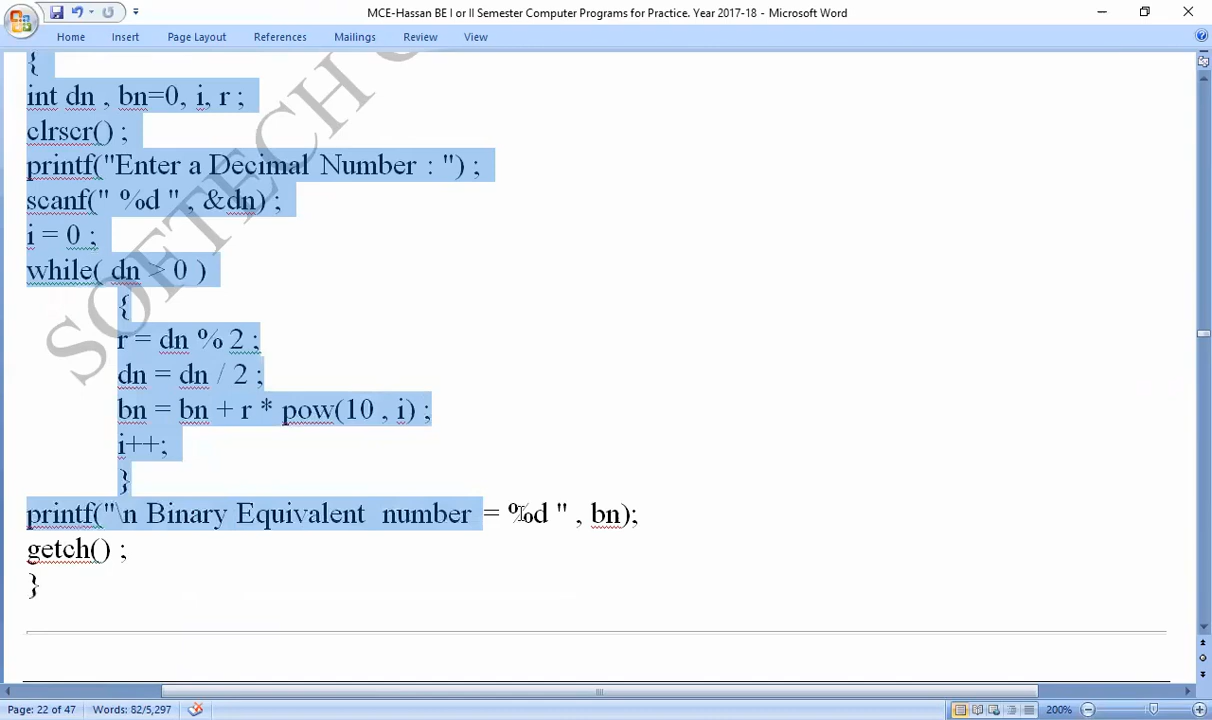 MCE-Hassan BE I or II Semester Computer Programs for Practice. Year 2017-18 - Microsoft Word
Home Insert Page Layout References Mailings Review View
{
int dn , bn=0, i, r ;
clrscr() ;
printf("Enter a Decimal Number : ") ;
scanf(" %d " , &dn) ;
i = 0 ;
while( dn > 0 )
{
r = dn % 2 ;
dn = dn / 2 ;
bn = bn + r * pow(10 , i) ;
i++;
}
printf("\n Binary Equivalent number = %d " , bn);
getch() ;
}
SOFTECH
Page: 22 of 47 Words: 82/5,297 200%